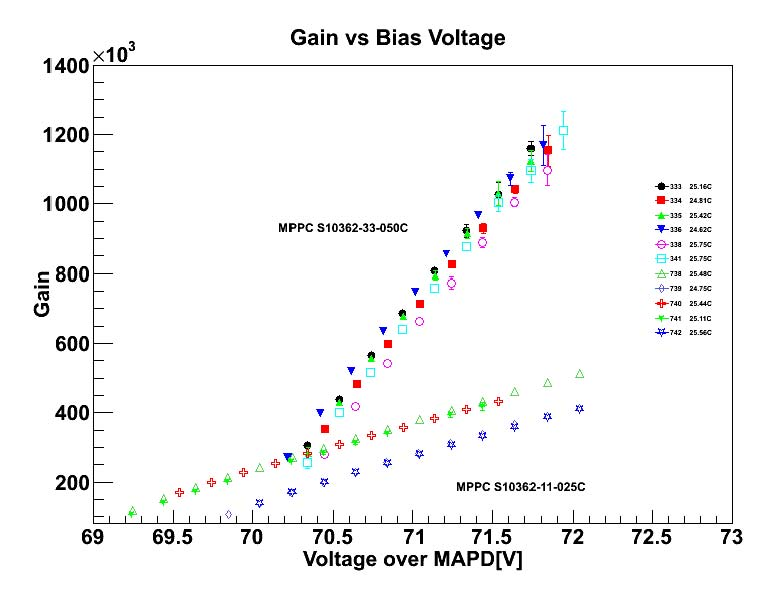 Gain vs Bias Voltage
×10³
1400
1200
1000
800
600
400
200
Gain
MPPC S10362-33-050C
MPPC S10362-11-025C
333 25.16C
334 24.81C
335 25.42C
336 24.62C
338 25.75C
341 25.75C
738 25.48C
739 24.75C
740 25.44C
741 25.11C
742 25.56C
69 69.5 70 70.5 71 71.5 72 72.5 73
Voltage over MAPD[V]